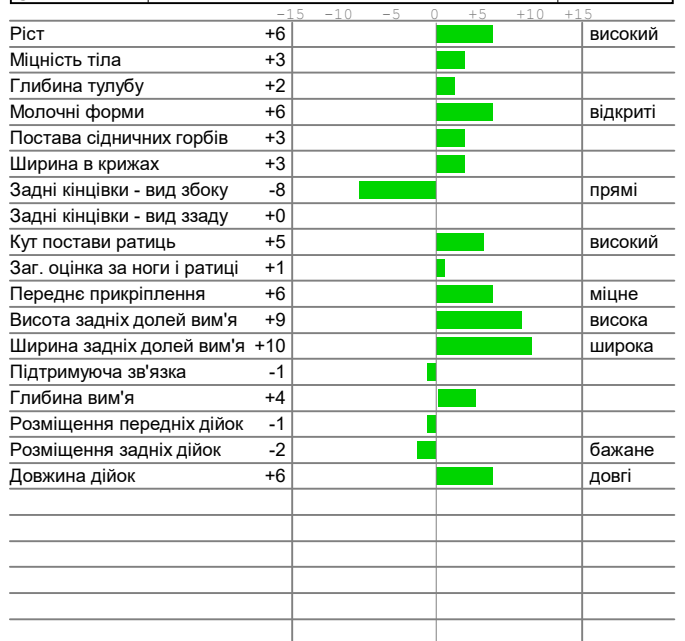 -15 -10 -5 0 +5 +10 +15
Ріст +6 високий
Міцність тіла +3
Глибина тулубу +2
Молочні форми +6 відкриті
Постава сідничних горбів +3
Ширина в крижах +3
Задні кінцівки - вид збоку -8 прямі
Задні кінцівки - вид ззаду +0
Кут постави ратиць +5 високий
Заг. оцінка за ноги і ратиці +1
Переднє прикріплення +6 міцне
Висота задніх долей вим'я +9 висока
Ширина задніх долей вим'я +10 широка
Підтримуюча зв'язка -1
Глибина вим'я +4
Розміщення передніх дійок -1
Розміщення задніх дійок -2 бажане
Довжина дійок +6 довгі